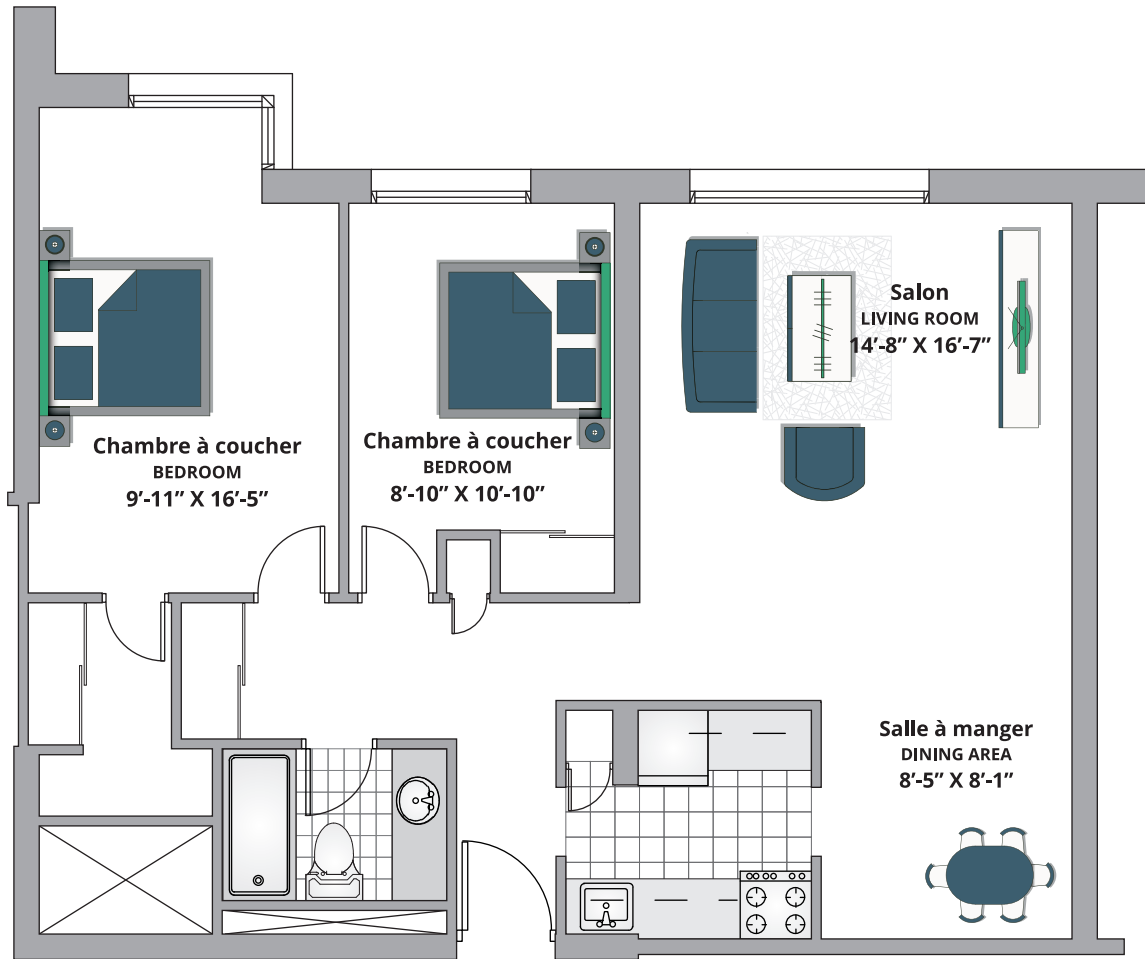 Salon
LIVING ROOM
14’-8” X 16’-7”
Chambre à coucher
BEDROOM
9’-11” X 16’-5”
Chambre à coucher
BEDROOM
8’-10” X 10’-10”
Salle à manger
DINING AREA
8’-5” X 8’-1”